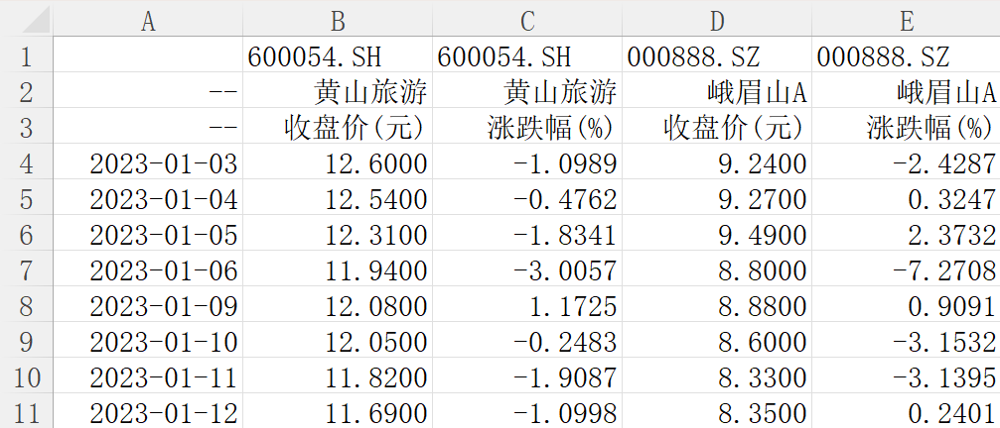 A B C D E
1 600054.SH 600054.SH 000888.SZ 000888.SZ
2 -- 黄山旅游 黄山旅游 峨眉山A 峨眉山A
3 -- 收盘价(元) 涨跌幅(%) 收盘价(元) 涨跌幅(%)
4 2023-01-03 12.6000 -1.0989 9.2400 -2.4287
5 2023-01-04 12.5400 -0.4762 9.2700 0.3247
6 2023-01-05 12.3100 -1.8341 9.4900 2.3732
7 2023-01-06 11.9400 -3.0057 8.8000 -7.2708
8 2023-01-09 12.0800 1.1725 8.8800 0.9091
9 2023-01-10 12.0500 -0.2483 8.6000 -3.1532
10 2023-01-11 11.8200 -1.9087 8.3300 -3.1395
11 2023-01-12 11.6900 -1.0998 8.3500 0.2401